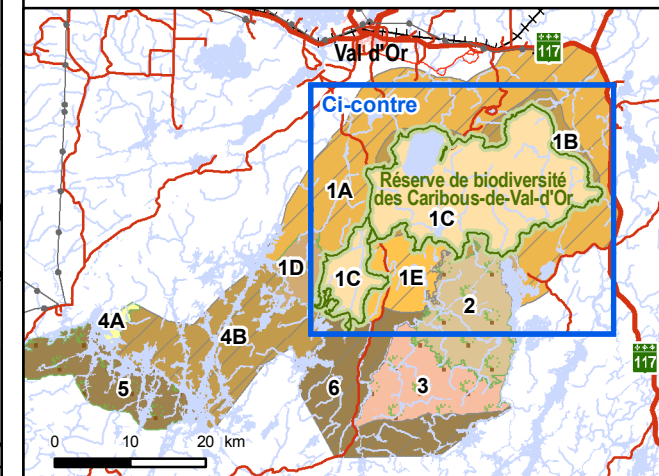 Val-d'Or
117
Ci-contre
1B
1A
Réserve de biodiversité
des Caribous-de-Val-d'Or
1C
1D
1C
1E
2
4A
4B
117
5
6
3
0 10 20 km